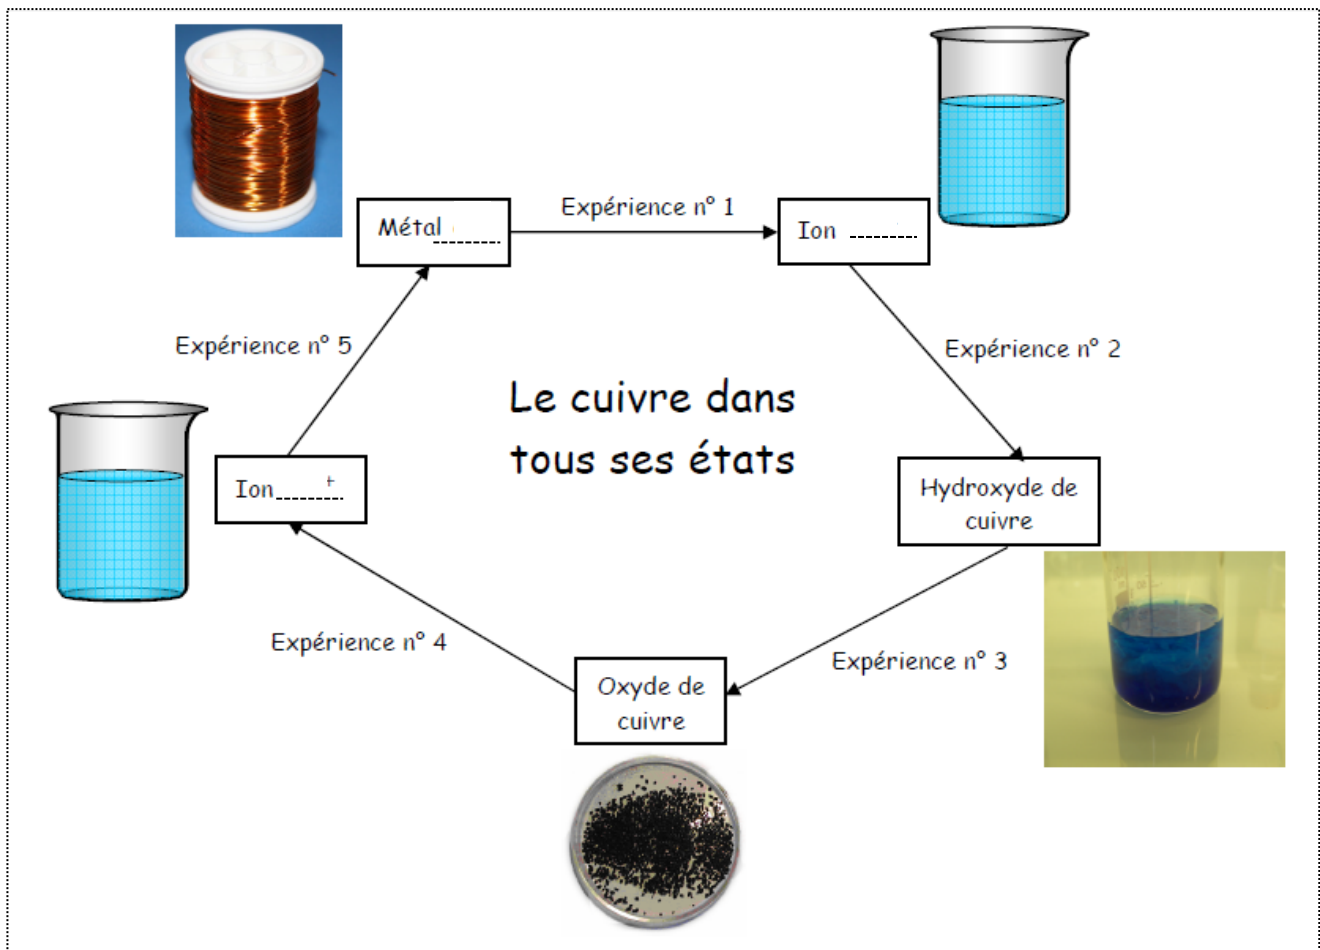 Expérience n° 1
Métal
Ion
Expérience n° 5
Expérience n° 2
Le cuivre dans
tous ses états
Ion +
Hydroxyde de
cuivre
Expérience n° 4
Expérience n° 3
Oxyde de
cuivre